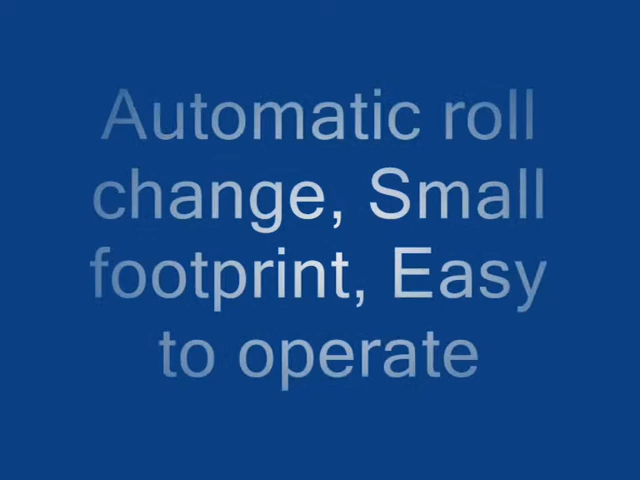 Automatic roll
change, Small
footprint, Easy
to operate